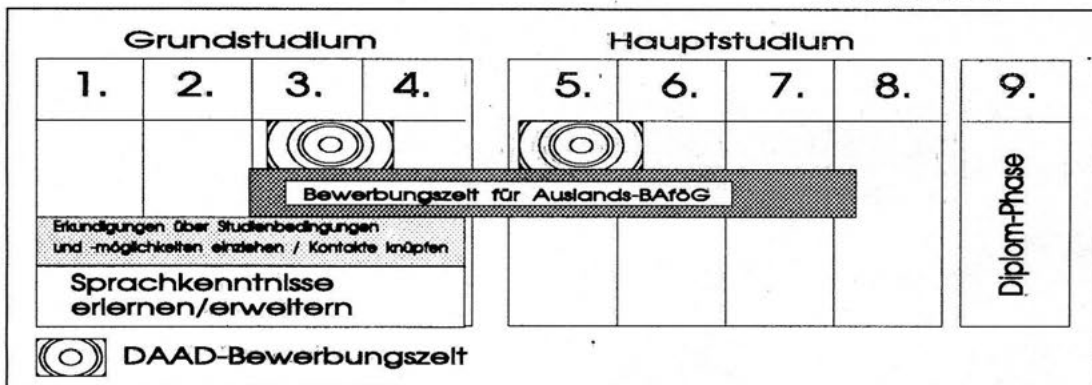 Grundstudium
Hauptstudium
1. 2. 3. 4. 5. 6. 7. 8. 9.
Bewerbungszeit für Auslands-BAföG
Erkundigungen über Studienbedingungen
und -möglichkeiten einziehen / Kontakte knüpfen
Sprachkenntnisse
erlernen/erweitern
Diplom-Phase
DAAD-Bewerbungszeit